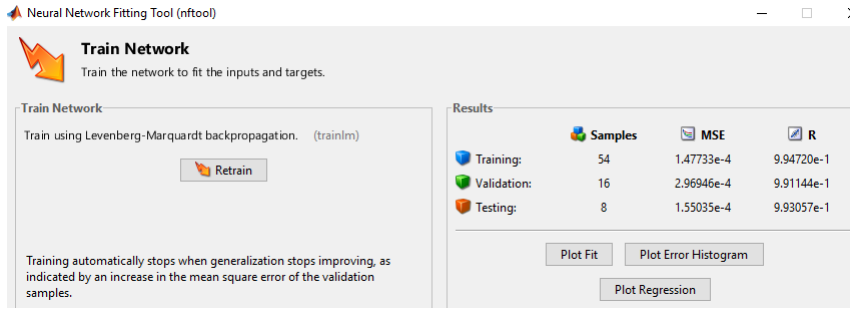 Neural Network Fitting Tool (nftool)
Train Network
Train the network to fit the inputs and targets.
Train Network
Train using Levenberg-Marquardt backpropagation. (trainlm)
Retrain
Training automatically stops when generalization stops improving, as
indicated by an increase in the mean square error of the validation
samples.
Results
Samples MSE R
Training: 54 1.47733e-4 9.94720e-1
Validation: 16 2.96946e-4 9.91144e-1
Testing: 8 1.55035e-4 9.93057e-1
Plot Fit Plot Error Histogram
Plot Regression